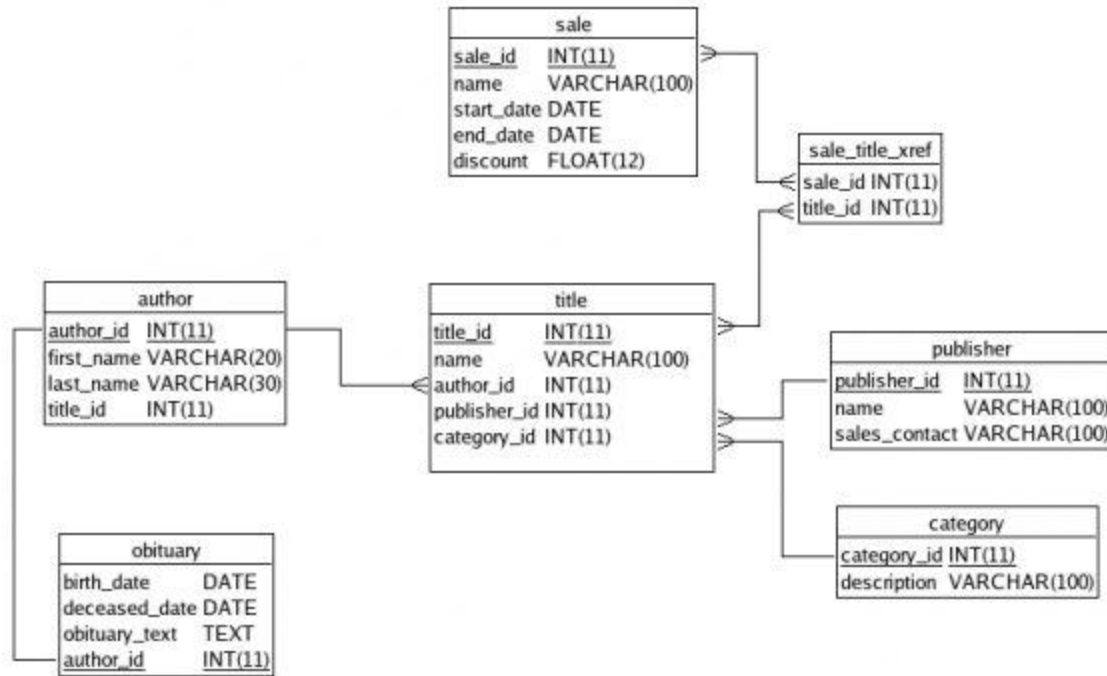 sale
sale_id INT(11)
name VARCHAR(100)
start_date DATE
end_date DATE
discount FLOAT(12)
sale_title_xref
sale_id INT(11)
title_id INT(11)
author
author_id INT(11)
first_name VARCHAR(20)
last_name VARCHAR(30)
title_id INT(11)
title
title_id INT(11)
name VARCHAR(100)
author_id INT(11)
publisher_id INT(11)
category_id INT(11)
publisher
publisher_id INT(11)
name VARCHAR(100)
sales_contact VARCHAR(100)
obituary
birth_date DATE
deceased_date DATE
obituary_text TEXT
author_id INT(11)
category
category_id INT(11)
description VARCHAR(100)